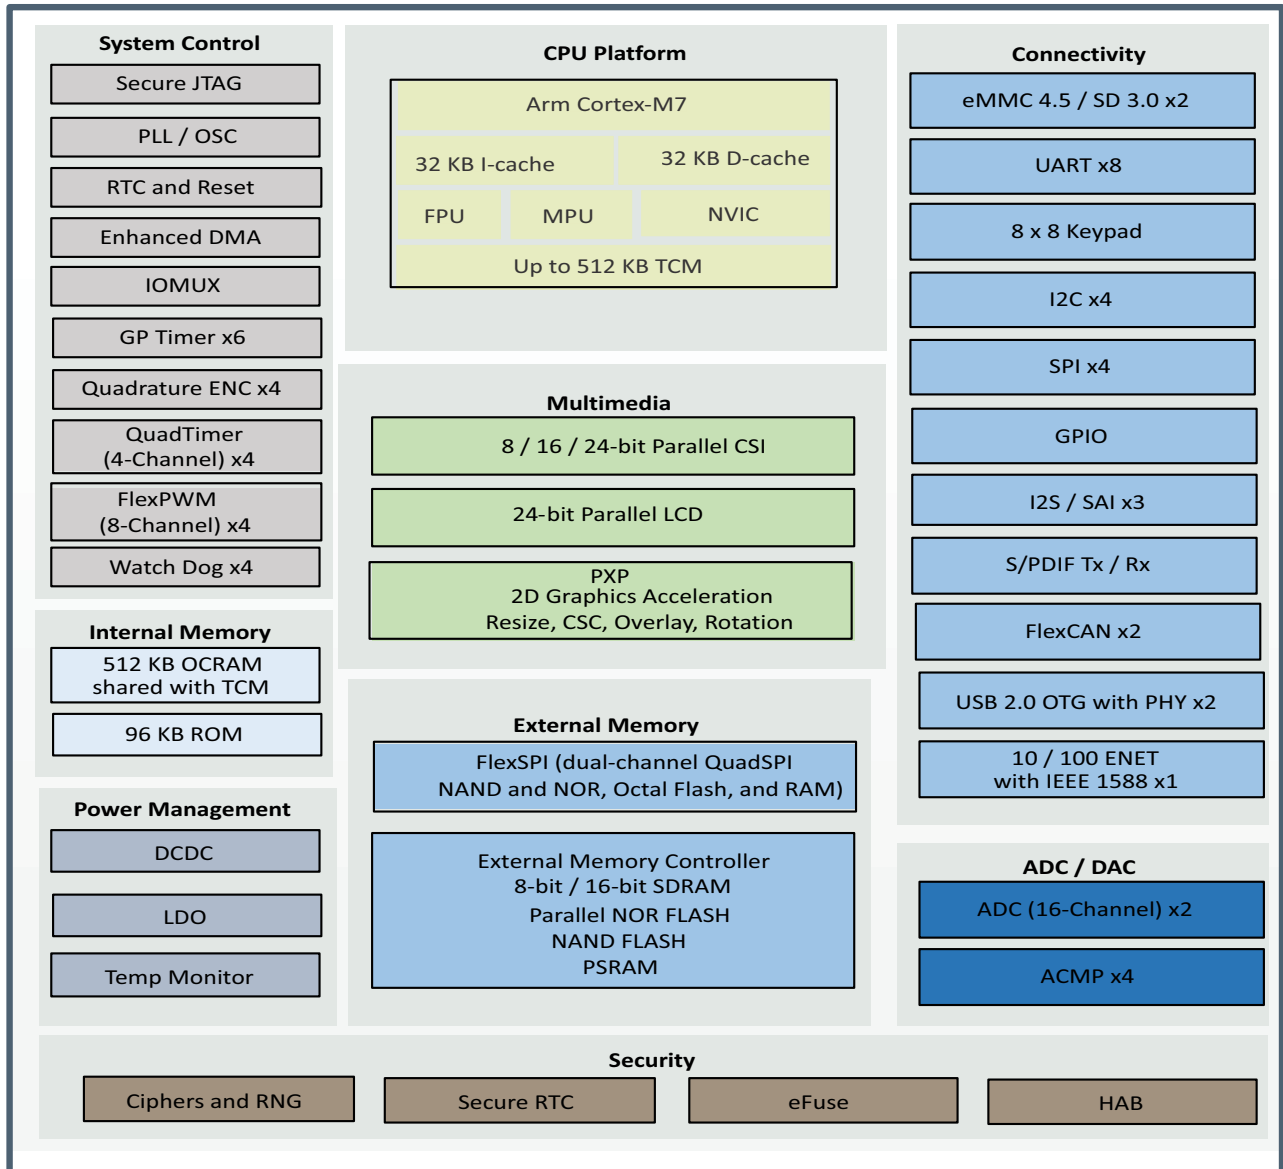 System Control
Secure JTAG
PLL / OSC
RTC and Reset
Enhanced DMA
IOMUX
GP Timer x6
Quadrature ENC x4
QuadTimer
(4-Channel) x4
FlexPWM
(8-Channel) x4
Watch Dog x4
Internal Memory
512 KB OCRAM
shared with TCM
96 KB ROM
Power Management
DCDC
LDO
Temp Monitor
CPU Platform
Arm Cortex-M7
32 KB I-cache
32 KB D-cache
FPU
MPU
NVIC
Up to 512 KB TCM
Multimedia
8 / 16 / 24-bit Parallel CSI
24-bit Parallel LCD
PXP
2D Graphics Acceleration
Resize, CSC, Overlay, Rotation
External Memory
FlexSPI (dual-channel QuadSPI
NAND and NOR, Octal Flash, and RAM)
External Memory Controller
8-bit / 16-bit SDRAM
Parallel NOR FLASH
NAND FLASH
PSRAM
Connectivity
eMMC 4.5 / SD 3.0 x2
UART x8
8 x 8 Keypad
I2C x4
SPI x4
GPIO
I2S / SAI x3
S/PDIF Tx / Rx
FlexCAN x2
USB 2.0 OTG with PHY x2
10 / 100 ENET
with IEEE 1588 x1
ADC / DAC
ADC (16-Channel) x2
ACMP x4
Security
Ciphers and RNG
Secure RTC
eFuse
HAB